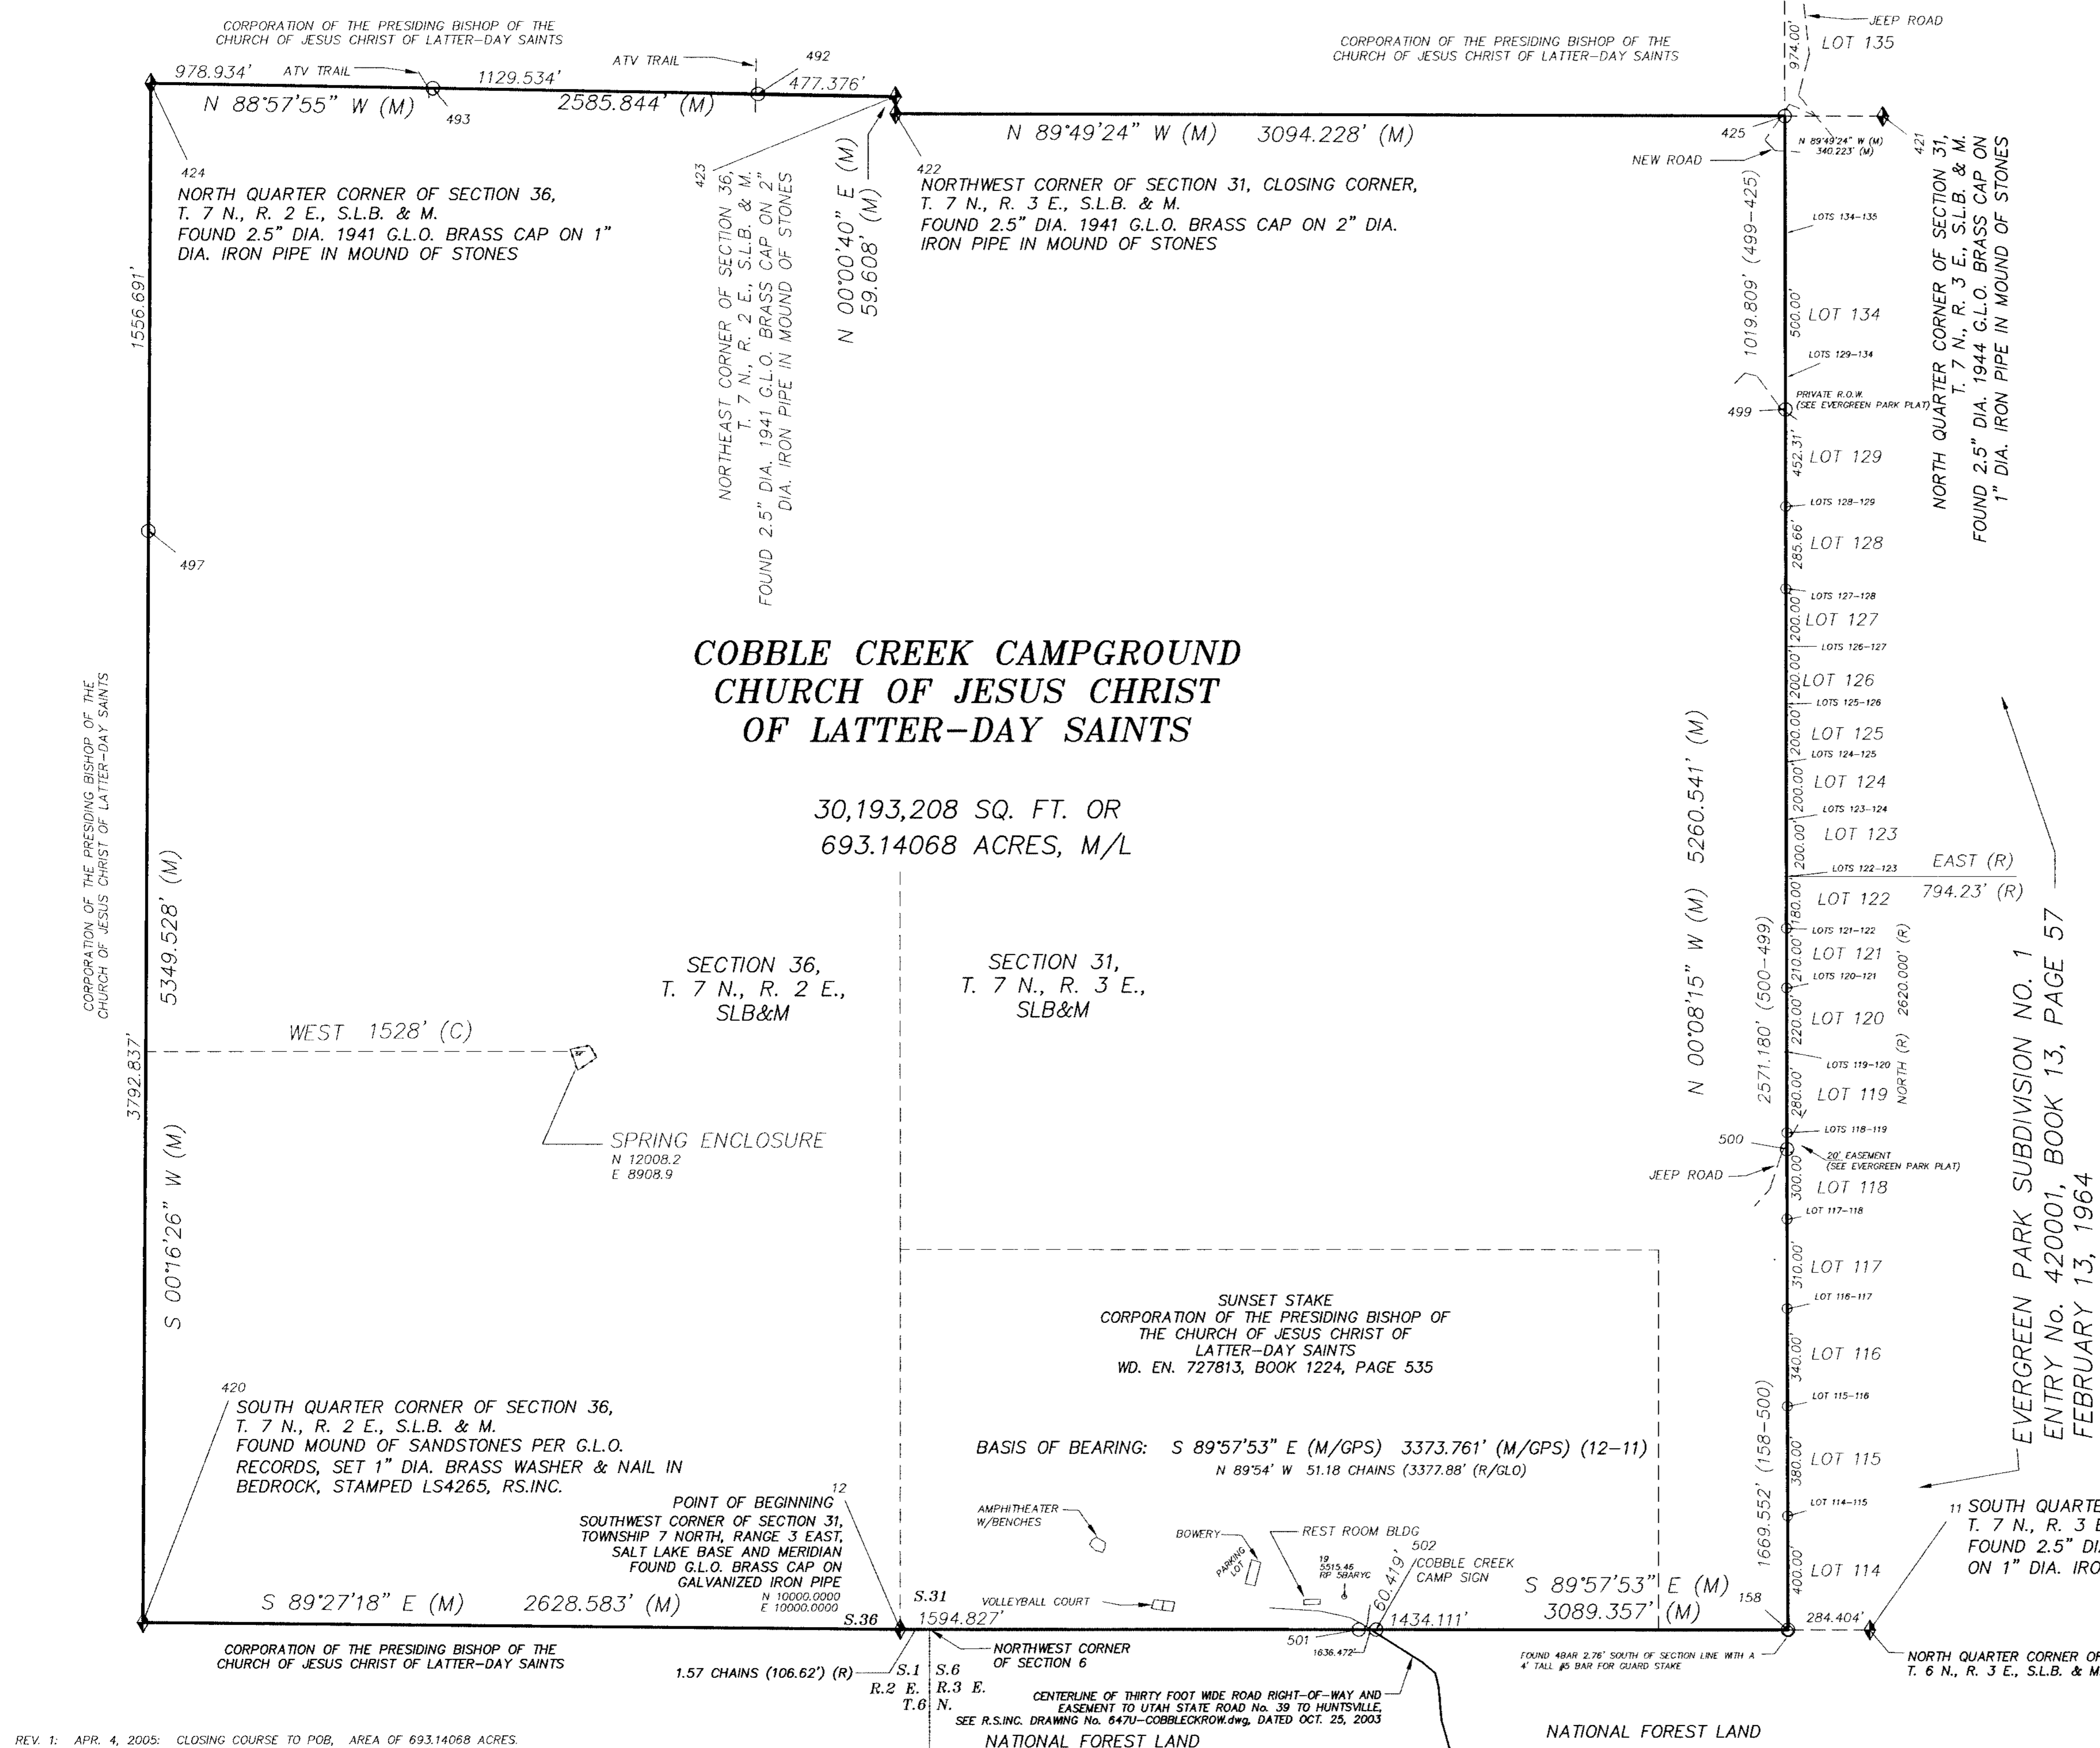 CORPORATION OF THE PRESIDING BISHOP OF THE
CHURCH OF JESUS CHRIST OF LATTER-DAY SAINTS
CORPORATION OF THE PRESIDING BISHOP OF THE
CHURCH OF JESUS CHRIST OF LATTER-DAY SAINTS
JEEP ROAD
LOT 135
974.00'
978.934'
ATV TRAIL
1129.534'
ATV TRAIL
492
477.376'
N 88°57'55" W (M)
493
2585.844' (M)
N 89°49'24" W (M) 3094.228' (M)
425
N 89°49'24" W (M)
340.223' (M)
NEW ROAD
421
NORTH QUARTER CORNER OF SECTION 31,
T. 7 N., R. 3 E., S.L.B. & M.
FOUND 2.5" DIA. 1944 G.L.O. BRASS CAP ON
1" DIA. IRON PIPE IN MOUND OF STONES
424
NORTH QUARTER CORNER OF SECTION 36,
T. 7 N., R. 2 E., S.L.B. & M.
FOUND 2.5" DIA. 1941 G.L.O. BRASS CAP ON 1"
DIA. IRON PIPE IN MOUND OF STONES
423
NORTHEAST CORNER OF SECTION 36,
T. 7 N., R. 2 E., S.L.B. & M.
FOUND 2.5" DIA. 1941 G.L.O. BRASS CAP ON 2"
DIA. IRON PIPE IN MOUND OF STONES
N 00°00'40" E (M)
59.608' (M)
422
NORTHWEST CORNER OF SECTION 31, CLOSING CORNER,
T. 7 N., R. 3 E., S.L.B. & M.
FOUND 2.5" DIA. 1941 G.L.O. BRASS CAP ON 2" DIA.
IRON PIPE IN MOUND OF STONES
1019.809' (499-425)
LOTS 134-135
500.00'
LOT 134
LOTS 129-134
PRIVATE R.O.W.
(SEE EVERGREEN PARK PLAT)
499
452.31'
LOT 129
LOTS 128-129
285.66'
LOT 128
LOTS 127-128
200.00'
LOT 127
LOTS 126-127
200.00'
LOT 126
LOTS 125-126
200.00'
LOT 125
LOTS 124-125
200.00'
LOT 124
LOTS 123-124
200.00'
LOT 123
LOTS 122-123
EAST (R)
794.23' (R)
180.00'
LOT 122
LOTS 121-122
210.00'
LOT 121
LOTS 120-121
220.00'
LOT 120
LOTS 119-120
280.00'
LOT 119
LOTS 118-119
NORTH (R) 2620.000' (R)
500
20' EASEMENT
(SEE EVERGREEN PARK PLAT)
JEEP ROAD
300.00'
LOT 118
LOT 117-118
310.00'
LOT 117
LOT 116-117
340.00'
LOT 116
LOT 115-116
380.00'
LOT 115
LOT 114-115
400.00'
LOT 114
N 00°08'15" W (M) 5260.541' (M)
2571.180' (500-499)
1669.552' (158-500)
EVERGREEN PARK SUBDIVISION NO. 1
ENTRY No. 420001, BOOK 13, PAGE 57
FEBRUARY 13, 1964
1556.691'
497
CORPORATION OF THE PRESIDING BISHOP OF THE
CHURCH OF JESUS CHRIST OF LATTER-DAY SAINTS
3792.837'
S 00°16'26" W (M) 5349.528' (M)
COBBLE CREEK CAMPGROUND
CHURCH OF JESUS CHRIST
OF LATTER-DAY SAINTS
30,193,208 SQ. FT. OR
693.14068 ACRES, M/L
SECTION 36,
T. 7 N., R. 2 E.,
SLB&M
SECTION 31,
T. 7 N., R. 3 E.,
SLB&M
WEST 1528' (C)
SPRING ENCLOSURE
N 12008.2
E 8908.9
SUNSET STAKE
CORPORATION OF THE PRESIDING BISHOP OF
THE CHURCH OF JESUS CHRIST OF
LATTER-DAY SAINTS
WD. EN. 727813, BOOK 1224, PAGE 535
BASIS OF BEARING: S 89°57'53" E (M/GPS) 3373.761' (M/GPS) (12-11)
N 89°54' W 51.18 CHAINS (3377.88' (R/GLO)
420
SOUTH QUARTER CORNER OF SECTION 36,
T. 7 N., R. 2 E., S.L.B. & M.
FOUND MOUND OF SANDSTONES PER G.L.O.
RECORDS, SET 1" DIA. BRASS WASHER & NAIL IN
BEDROCK, STAMPED LS4265, RS.INC.
12
POINT OF BEGINNING
SOUTHWEST CORNER OF SECTION 31,
TOWNSHIP 7 NORTH, RANGE 3 EAST,
SALT LAKE BASE AND MERIDIAN
FOUND G.L.O. BRASS CAP ON
GALVANIZED IRON PIPE
N 10000.0000
E 10000.0000
AMPHITHEATER
W/BENCHES
BOWERY
PARKING
LOT
REST ROOM BLDG
19
5515.46
RP 5BARYC
60.419'
502
COBBLE CREEK
CAMP SIGN
VOLLEYBALL COURT
S 89°27'18" E (M) 2628.583' (M)
S.31
S.36
1594.827'
501
1636.472'
1434.111'
S 89°57'53" E (M)
3089.357' (M)
158
284.404'
11 SOUTH QUARTE
T. 7 N., R. 3 E
FOUND 2.5" DI
ON 1" DIA. IRO
CORPORATION OF THE PRESIDING BISHOP OF THE
CHURCH OF JESUS CHRIST OF LATTER-DAY SAINTS
NORTHWEST CORNER
OF SECTION 6
1.57 CHAINS (106.62') (R)
S.1 S.6
R.2 E. R.3 E.
T.6 N.
CENTERLINE OF THIRTY FOOT WIDE ROAD RIGHT-OF-WAY AND
EASEMENT TO UTAH STATE ROAD No. 39 TO HUNTSVILLE,
SEE R.S.INC. DRAWING No. 647U-COBBLECKROW.dwg, DATED OCT. 25, 2003
FOUND 4BAR 2.76' SOUTH OF SECTION LINE WITH A
4' TALL #5 BAR FOR GUARD STAKE
NORTH QUARTER CORNER OF
T. 6 N., R. 3 E., S.L.B. & M
NATIONAL FOREST LAND
NATIONAL FOREST LAND
REV. 1: APR. 4, 2005: CLOSING COURSE TO POB, AREA OF 693.14068 ACRES.